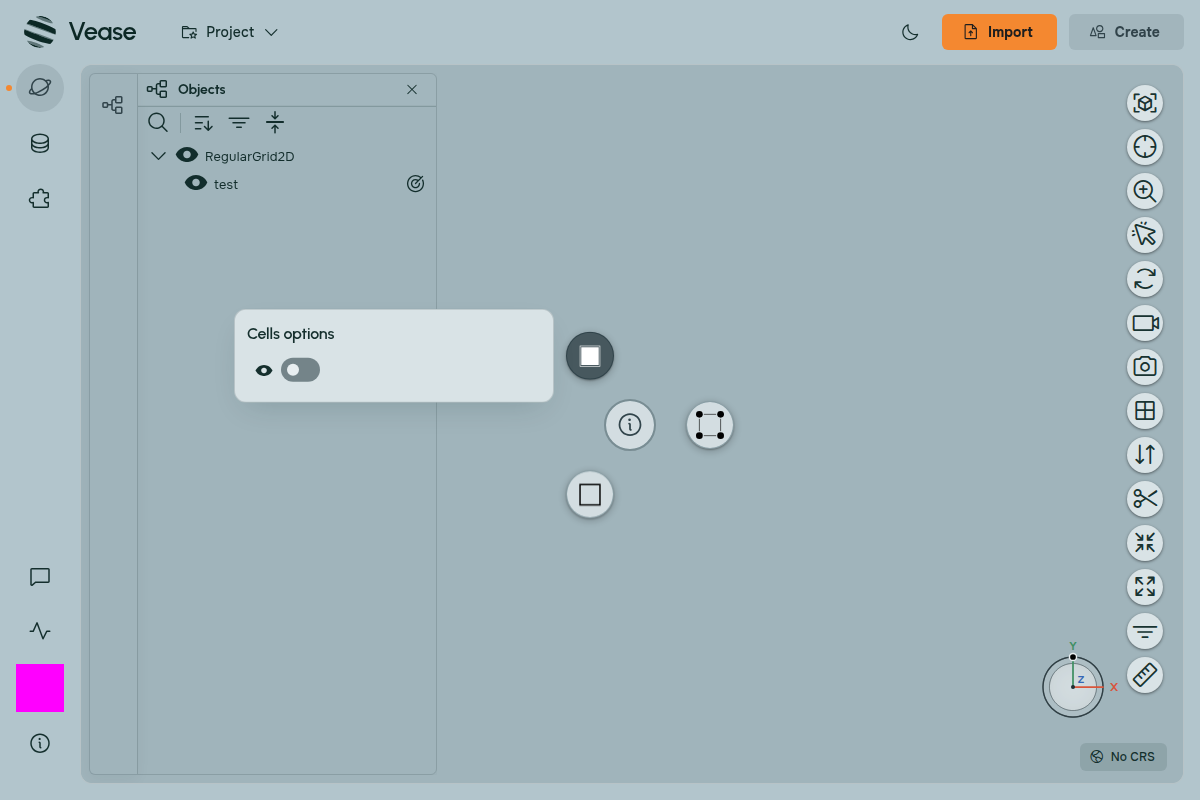 Vease
Project
Import
Create
Objects
RegularGrid2D
test
Cells options
Y
Z
X
No CRS